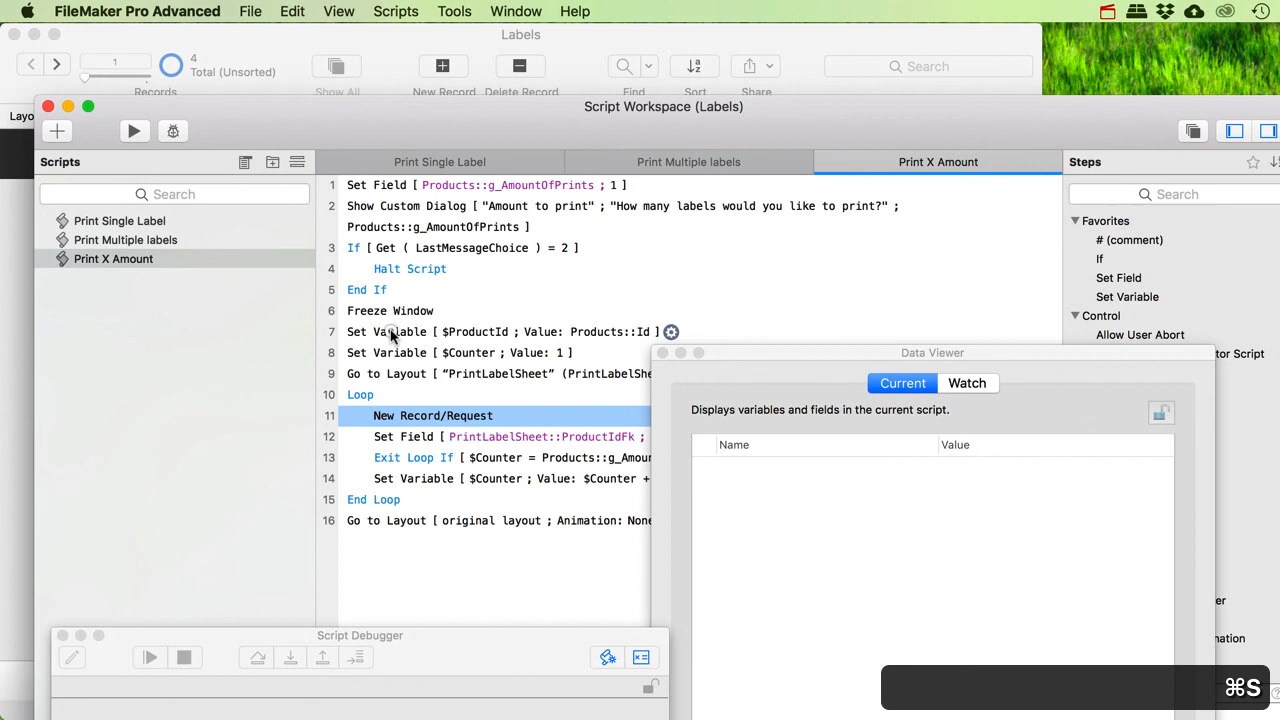 FileMaker Pro Advanced File Edit View Scripts Tools Window Help
Labels
1
4
Total (Unsorted)
Search
Records Show All New Record Delete Record Find Sort Share
Layo
Script Workspace (Labels)
Scripts
Search
Print Single Label
Print Multiple labels
Print X Amount
Print Single Label Print Multiple labels Print X Amount
1 Set Field [ Products::g_AmountOfPrints ; 1 ]
2 Show Custom Dialog [ "Amount to print" ; "How many labels would you like to print?" ;
Products::g_AmountOfPrints ]
3 If [ Get ( LastMessageChoice ) = 2 ]
4 Halt Script
5 End If
6 Freeze Window
7 Set Variable [ $ProductId ; Value: Products::Id ]
8 Set Variable [ $Counter ; Value: 1 ]
9 Go to Layout [ “PrintLabelSheet” (PrintLabelShe
10 Loop
11 New Record/Request
12 Set Field [ PrintLabelSheet::ProductIdFk ;
13 Exit Loop If [ $Counter = Products::g_Amou
14 Set Variable [ $Counter ; Value: $Counter +
15 End Loop
16 Go to Layout [ original layout ; Animation: None
Steps
Search
Favorites
# (comment)
If
Set Field
Set Variable
Control
Allow User Abort
tor Script
er
nation
Data Viewer
Current Watch
Displays variables and fields in the current script.
Name Value
Script Debugger
⌘S